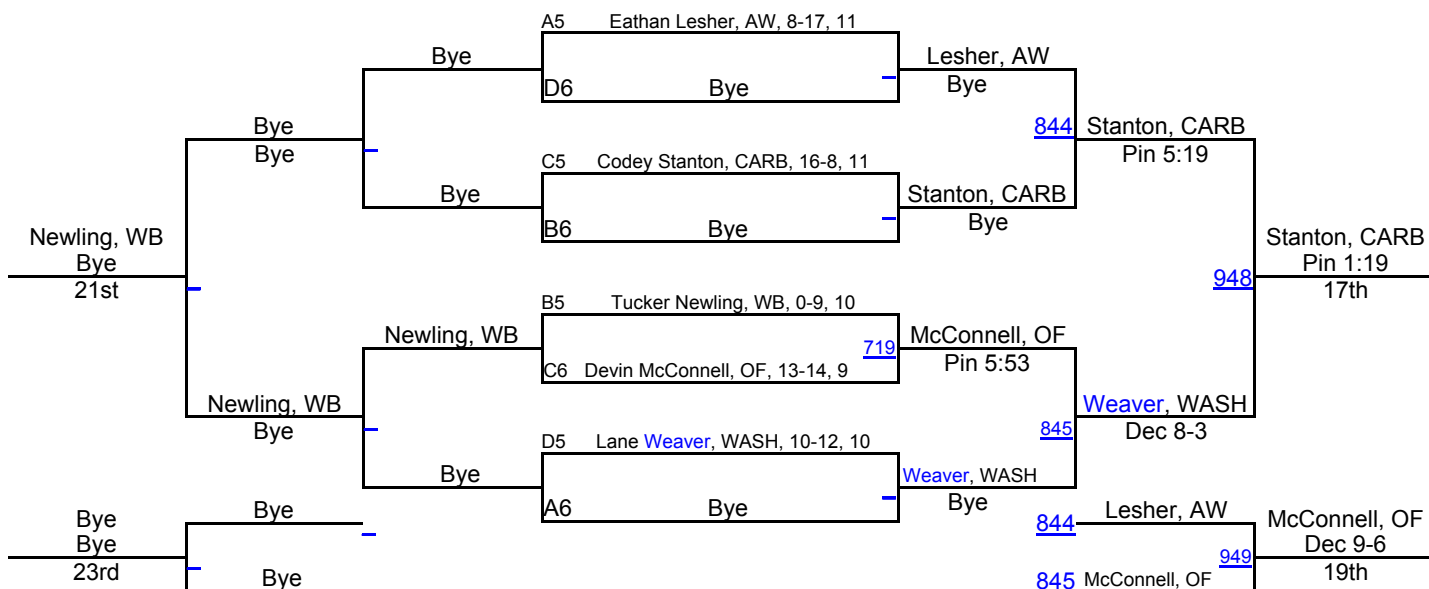 A5 Eathan Lesher, AW, 8-17, 11
Bye
Lesher, AW
D6 Bye
Bye
Bye
Bye
844
Stanton, CARB
Pin 5:19
C5 Codey Stanton, CARB, 16-8, 11
Bye
Stanton, CARB
B6 Bye
Bye
Newling, WB
Bye
21st
Stanton, CARB
Pin 1:19
17th
948
B5 Tucker Newling, WB, 0-9, 10
Newling, WB
719
McConnell, OF
Pin 5:53
C6 Devin McConnell, OF, 13-14, 9
Newling, WB
Bye
845
Weaver, WASH
Dec 8-3
D5 Lane Weaver, WASH, 10-12, 10
Bye
Weaver, WASH
Bye
A6 Bye
Bye
Bye
23rd
Bye
Bye
844 Lesher, AW
949
845 McConnell, OF
McConnell, OF
Dec 9-6
19th